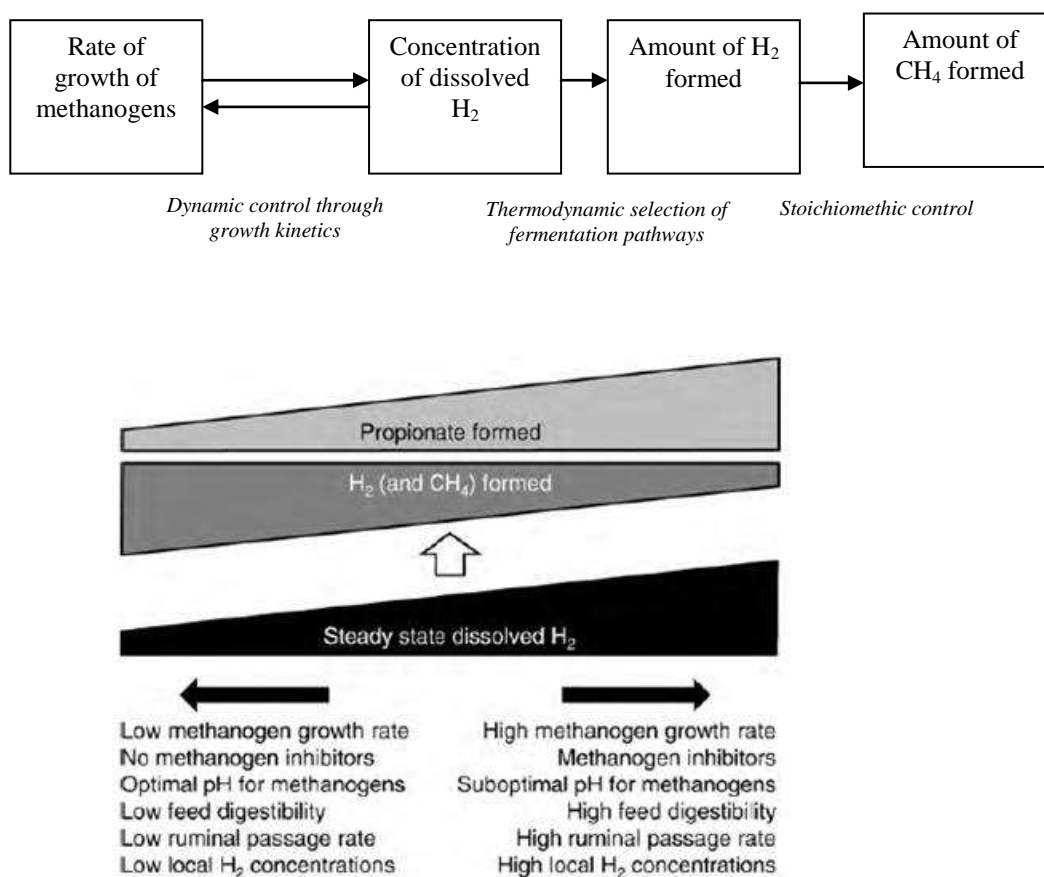 Rate of
growth of
methanogens
Concentration
of dissolved
H₂
Amount of H₂
formed
Amount of
CH₄ formed
Dynamic control through
growth kinetics
Thermodynamic selection of
fermentation pathways
Stoichiomethic control
Propionate formed
H₂ (and CH₄) formed
Steady state dissolved H₂
Low methanogen growth rate
No methanogen inhibitors
Optimal pH for methanogens
Low feed digestibility
Low ruminal passage rate
Low local H₂ concentrations
High methanogen growth rate
Methanogen inhibitors
Suboptimal pH for methanogens
High feed digestibility
High ruminal passage rate
High local H₂ concentrations